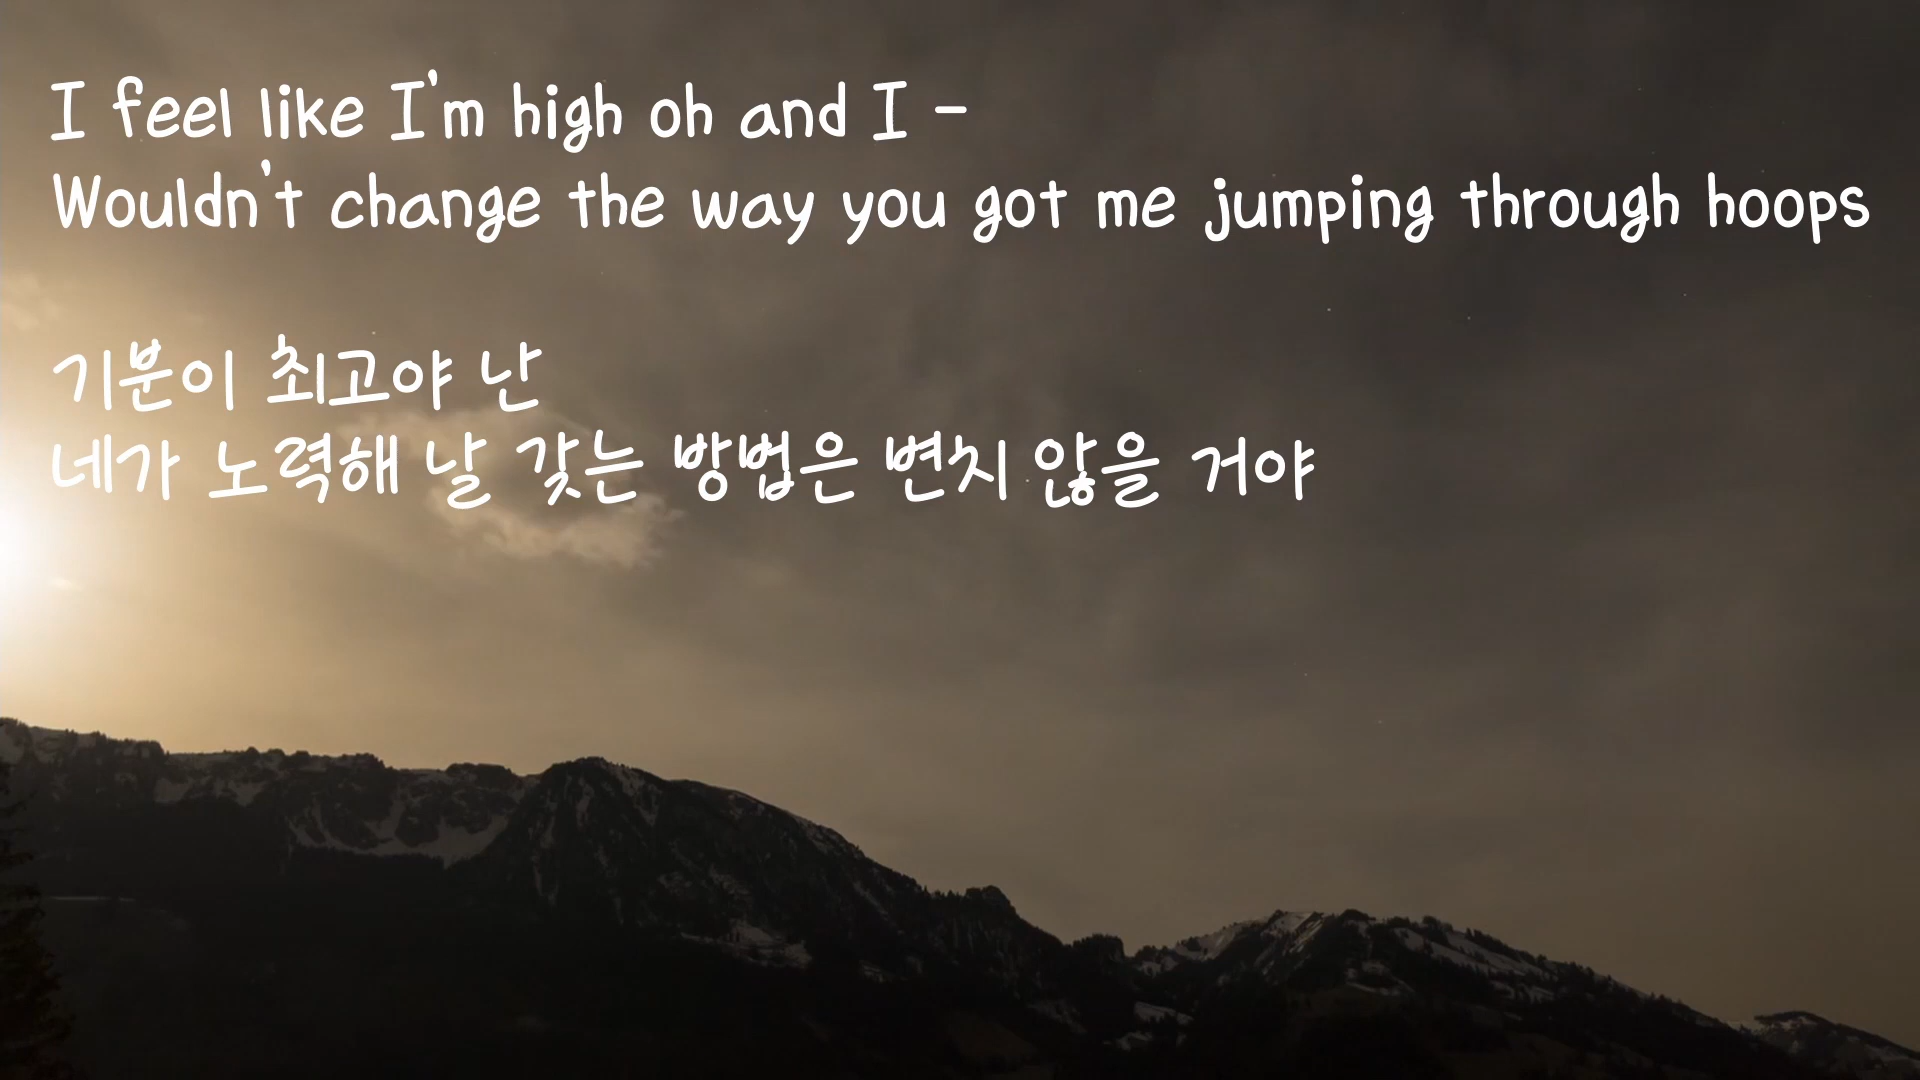 I feel like I'm high oh and I -
Wouldn't change the way you got me jumping through hoops
기분이 최고야 난
네가 노력해 날 갖는 방법은 변치 않을 거야